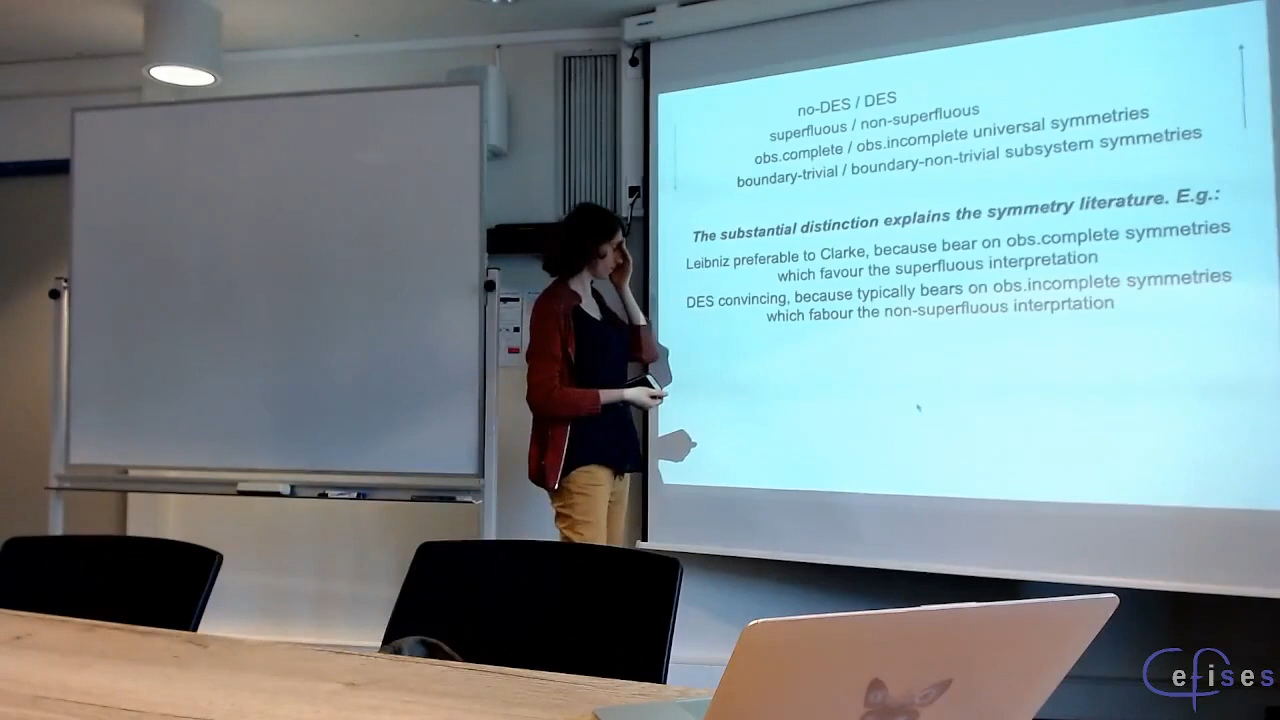 no-DES / DES
superfluous / non-superfluous
obs.complete / obs.incomplete universal symmetries
boundary-trivial / boundary-non-trivial subsystem symmetries
The substantial distinction explains the symmetry literature. E.g.:
Leibniz preferable to Clarke, because bear on obs.complete symmetries
which favour the superfluous interpretation
DES convincing, because typically bears on obs.incomplete symmetries
which fabour the non-superfluous interprtation
Cefises